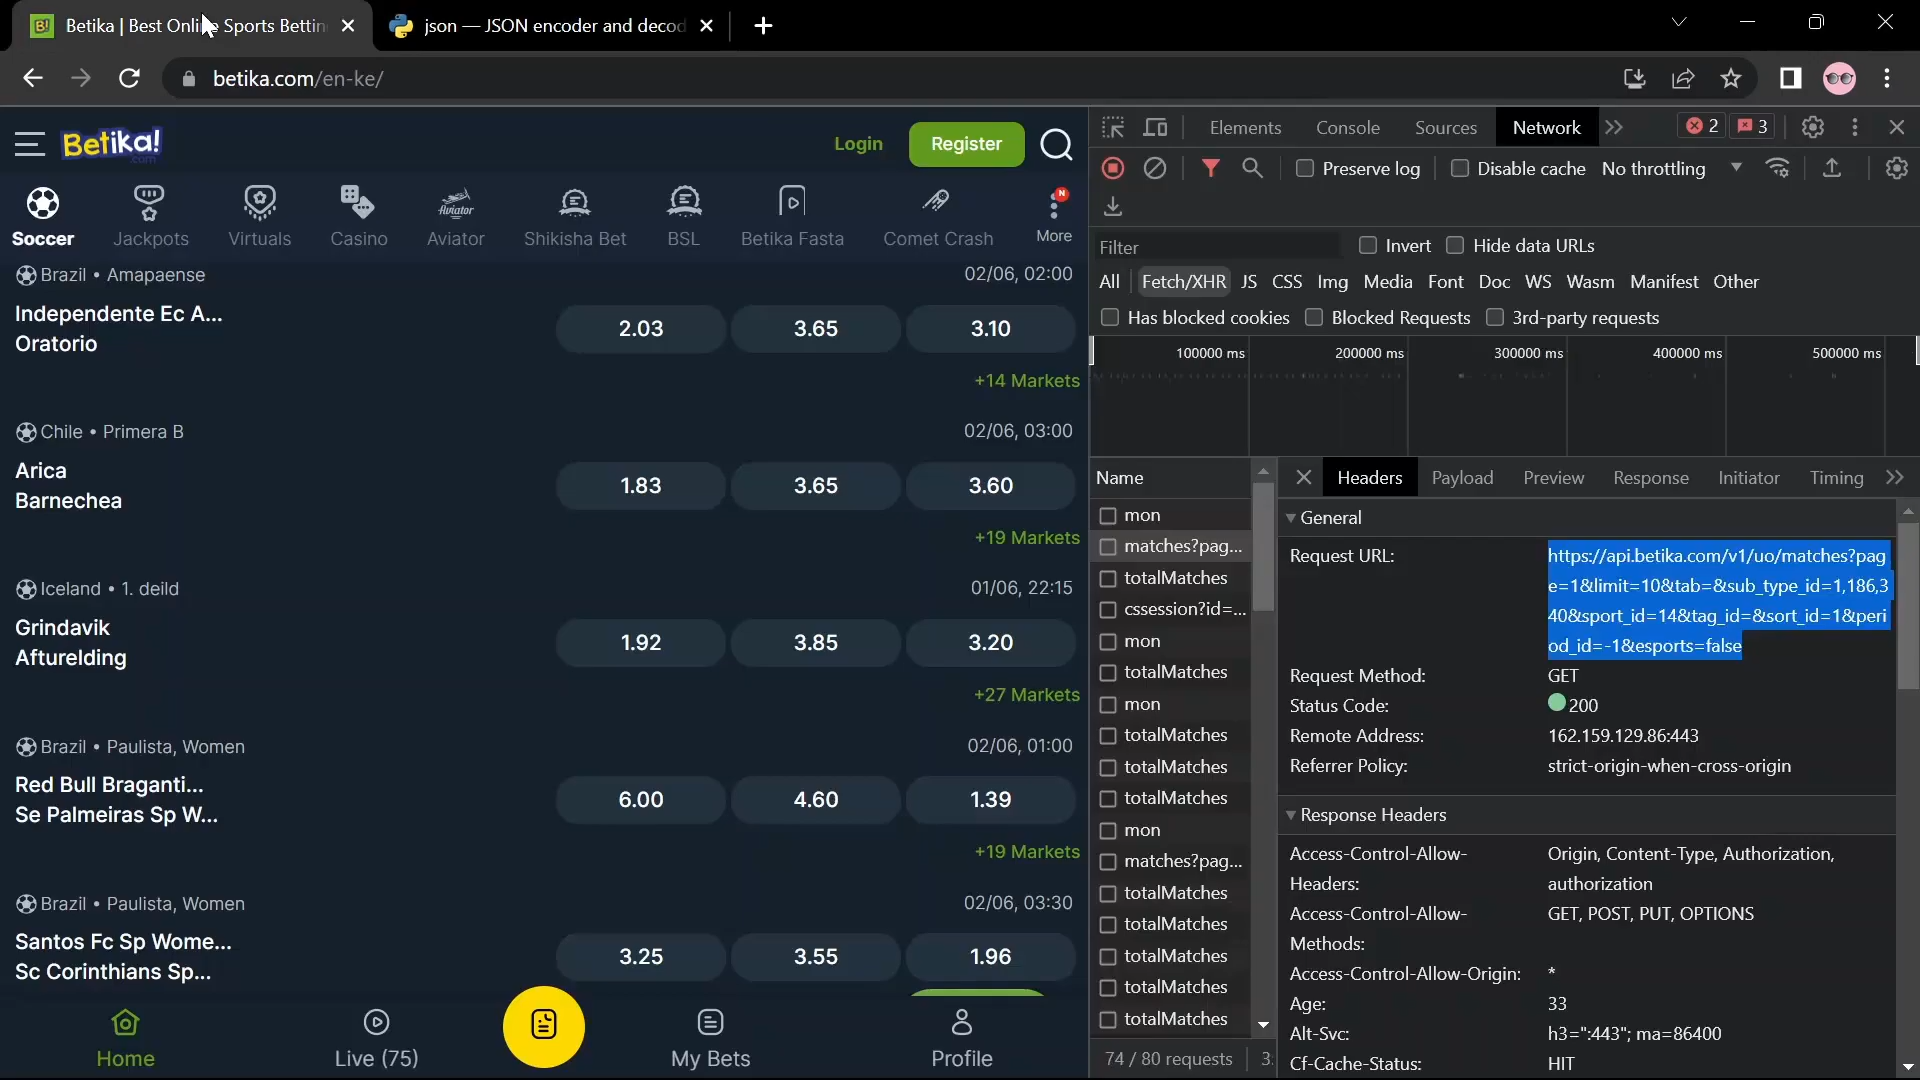 Betika | Best Online Sports Bettin
json — JSON encoder and decod
betika.com/en-ke/
Betika!
.com
Login
Register
Soccer
Jackpots
Virtuals
Casino
Aviator
Aviator
Shikisha Bet
BSL
Betika Fasta
Comet Crash
N
More
Brazil • Amapaense
02/06, 02:00
Independente Ec A...
Oratorio
2.03
3.65
3.10
+14 Markets
Chile • Primera B
02/06, 03:00
Arica
Barnechea
1.83
3.65
3.60
+19 Markets
Iceland • 1. deild
01/06, 22:15
Grindavik
Afturelding
1.92
3.85
3.20
+27 Markets
Brazil • Paulista, Women
02/06, 01:00
Red Bull Braganti...
Se Palmeiras Sp W...
6.00
4.60
1.39
+19 Markets
Brazil • Paulista, Women
02/06, 03:30
Santos Fc Sp Wome...
Sc Corinthians Sp...
3.25
3.55
1.96
Home
Live (75)
My Bets
Profile
Elements
Console
Sources
Network
2
3
Preserve log
Disable cache
No throttling
Filter
Invert
Hide data URLs
All
Fetch/XHR
JS
CSS
Img
Media
Font
Doc
WS
Wasm
Manifest
Other
Has blocked cookies
Blocked Requests
3rd-party requests
100000 ms
200000 ms
300000 ms
400000 ms
500000 ms
Name
mon
matches?pag...
totalMatches
cssession?id=...
mon
totalMatches
mon
totalMatches
totalMatches
totalMatches
mon
matches?pag...
totalMatches
totalMatches
totalMatches
totalMatches
totalMatches
74 / 80 requests
3
Headers
Payload
Preview
Response
Initiator
Timing
General
Request URL:
https://api.betika.com/v1/uo/matches?pag
e=1&limit=10&tab=&sub_type_id=1,186,3
40&sport_id=14&tag_id=&sort_id=1&peri
od_id=-1&esports=false
Request Method:
GET
Status Code:
200
Remote Address:
162.159.129.86:443
Referrer Policy:
strict-origin-when-cross-origin
Response Headers
Access-Control-Allow-
Headers:
Origin, Content-Type, Authorization,
authorization
Access-Control-Allow-
Methods:
GET, POST, PUT, OPTIONS
Access-Control-Allow-Origin:
*
Age:
33
Alt-Svc:
h3=":443"; ma=86400
Cf-Cache-Status:
HIT